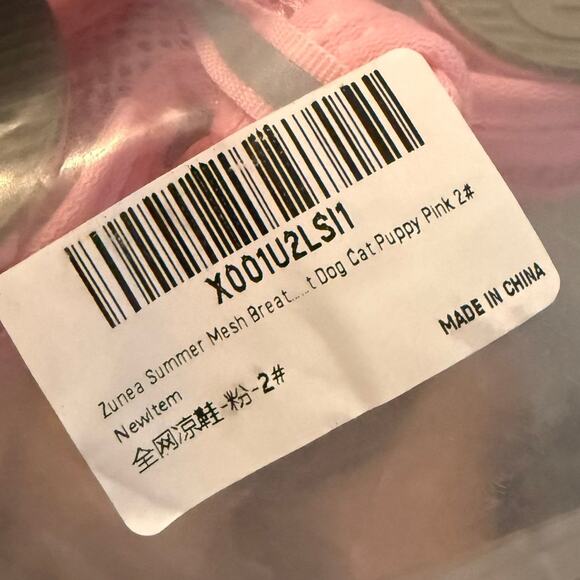 X001U2LSI1
Zunea Summer Mesh Breat...t Dog Cat Puppy Pink 2#
NewItem
全网凉鞋-粉-2#
MADE IN CHINA